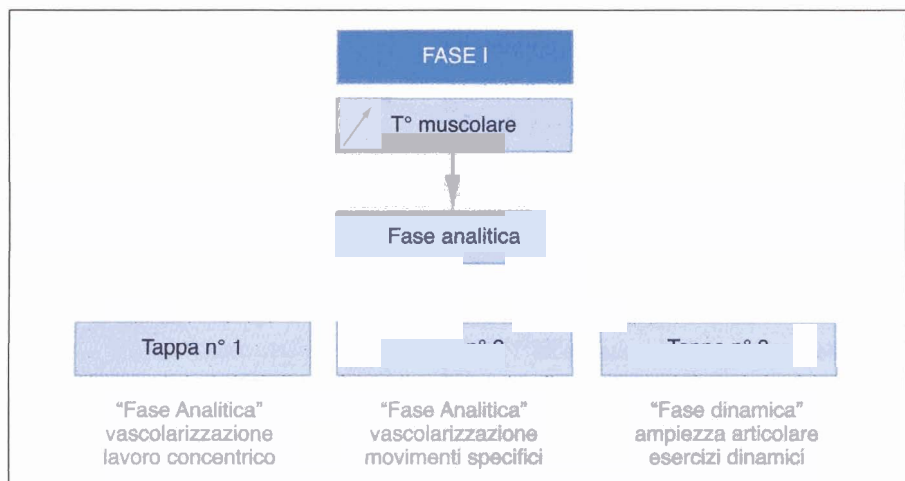 FASE I
T° muscolare
Fase analitica
Tappa n° 1
"Fase Analitica"
vascolarizzazione
lavoro concentrico
"Fase Analitica"
vascolarizzazione
movimenti specifici
"Fase dinamica"
ampiezza articolare
esercizi dinamici